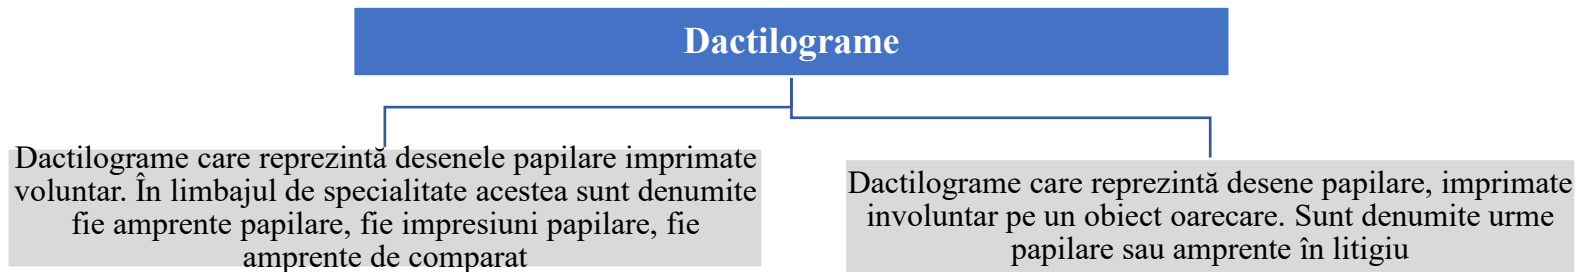 Dactilograme
Dactilograme care reprezintă desenele papilare imprimate
voluntar. În limbajul de specialitate acestea sunt denumite
fie amprente papilare, fie impresiuni papilare, fie
amprente de comparat
Dactilograme care reprezintă desene papilare, imprimate
involuntar pe un obiect oarecare. Sunt denumite urme
papilare sau amprente în litigiu